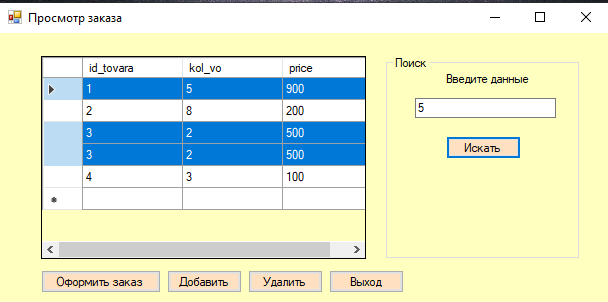 Просмотр заказа
id_tovara kol_vo price
1 5 900
2 8 200
3 2 500
3 2 500
4 3 100
Поиск
Введите данные
5
Искать
Оформить заказ Добавить Удалить Выход